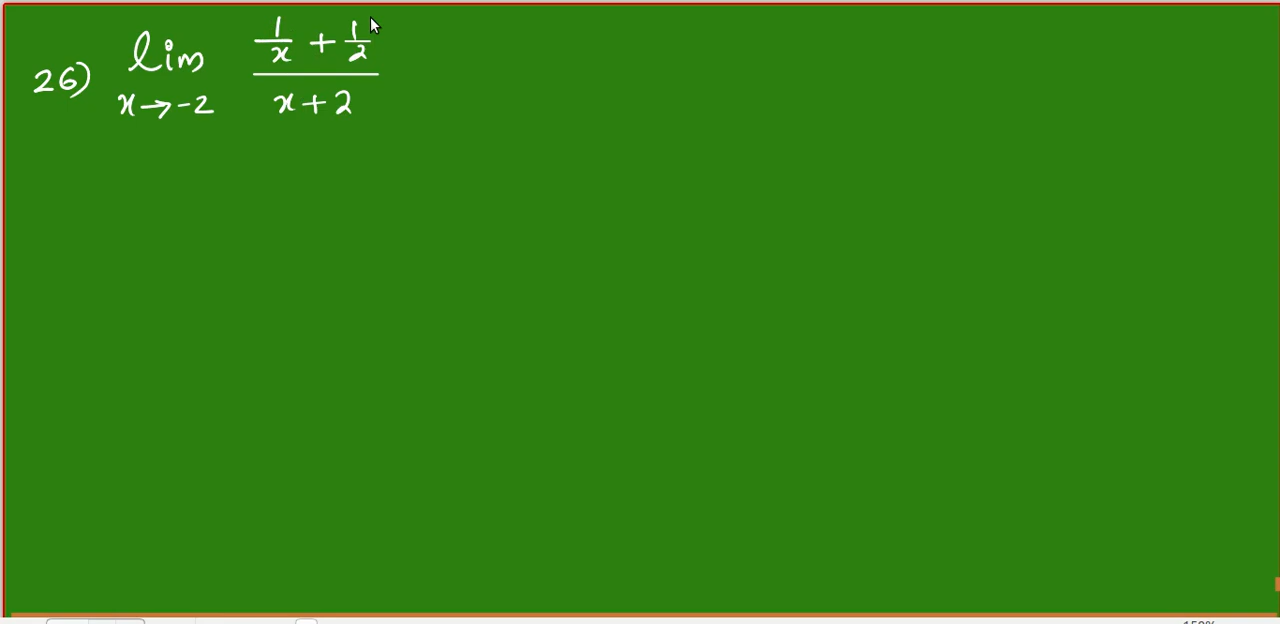 26) lim x→-2 (1/x + 1/2)/(x+2)